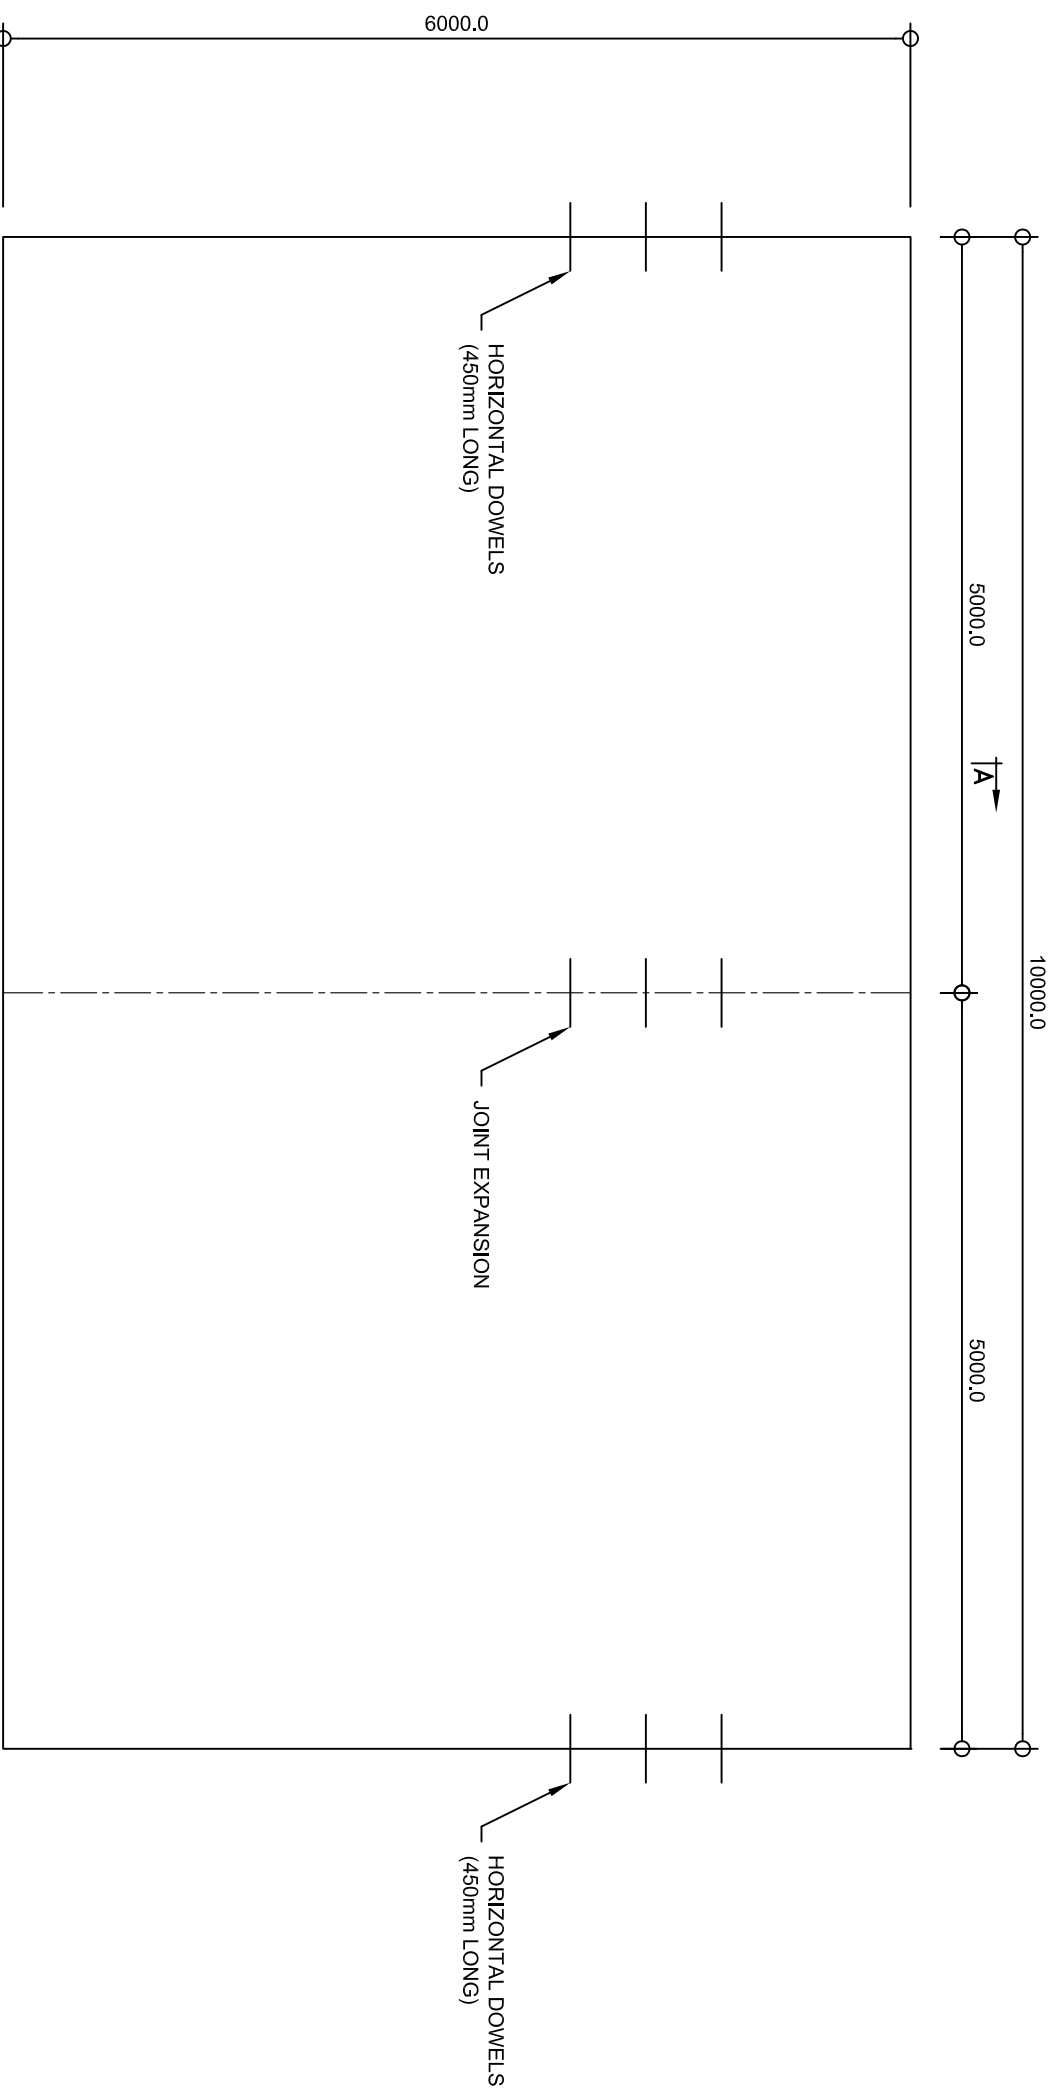 10000.0
5000.0
5000.0
A
6000.0
HORIZONTAL DOWELS
(450mm LONG)
JOINT EXPANSION
HORIZONTAL DOWELS
(450mm LONG)